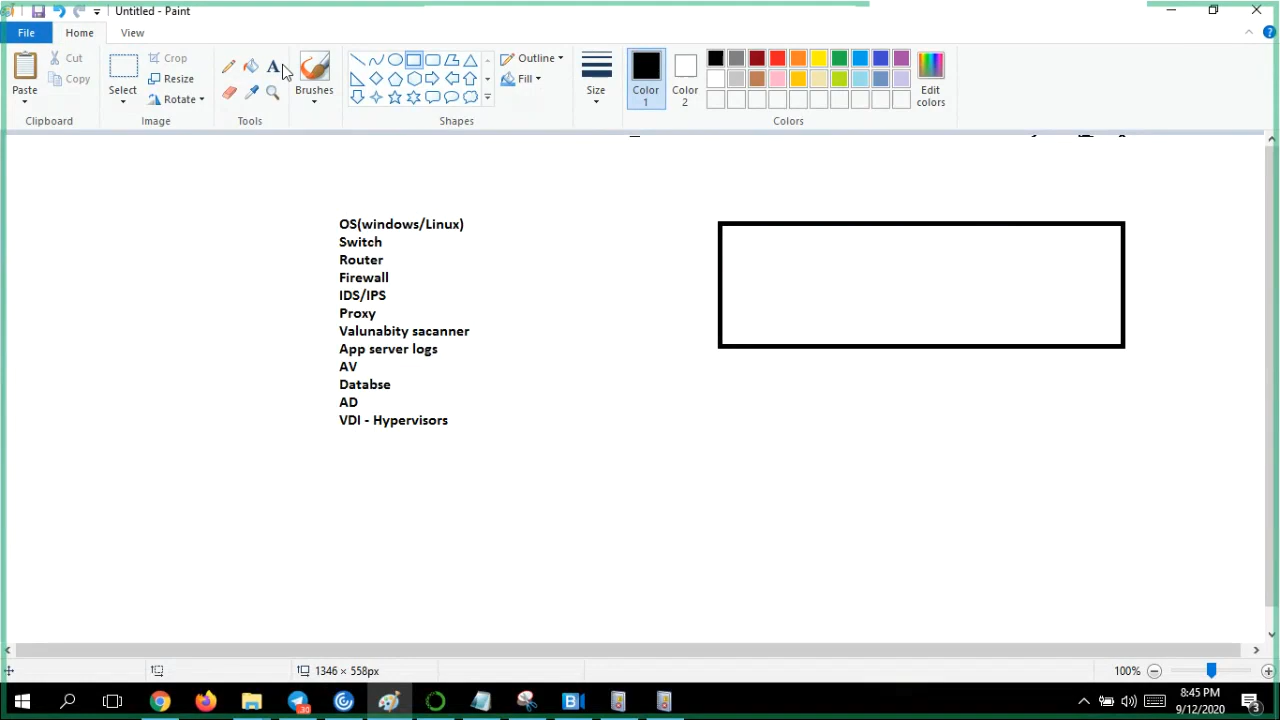 Untitled - Paint
File
Home
View
Paste
Cut
Copy
Clipboard
Select
Crop
Resize
Rotate
Image
A
Tools
Brushes
Shapes
Outline
Fill
Size
Color 1
Color 2
Edit colors
Colors
OS(windows/Linux)
Switch
Router
Firewall
IDS/IPS
Proxy
Valunabity sacanner
App server logs
AV
Databse
AD
VDI - Hypervisors
1346 × 558px
100%
30
B
8:45 PM
9/12/2020
3